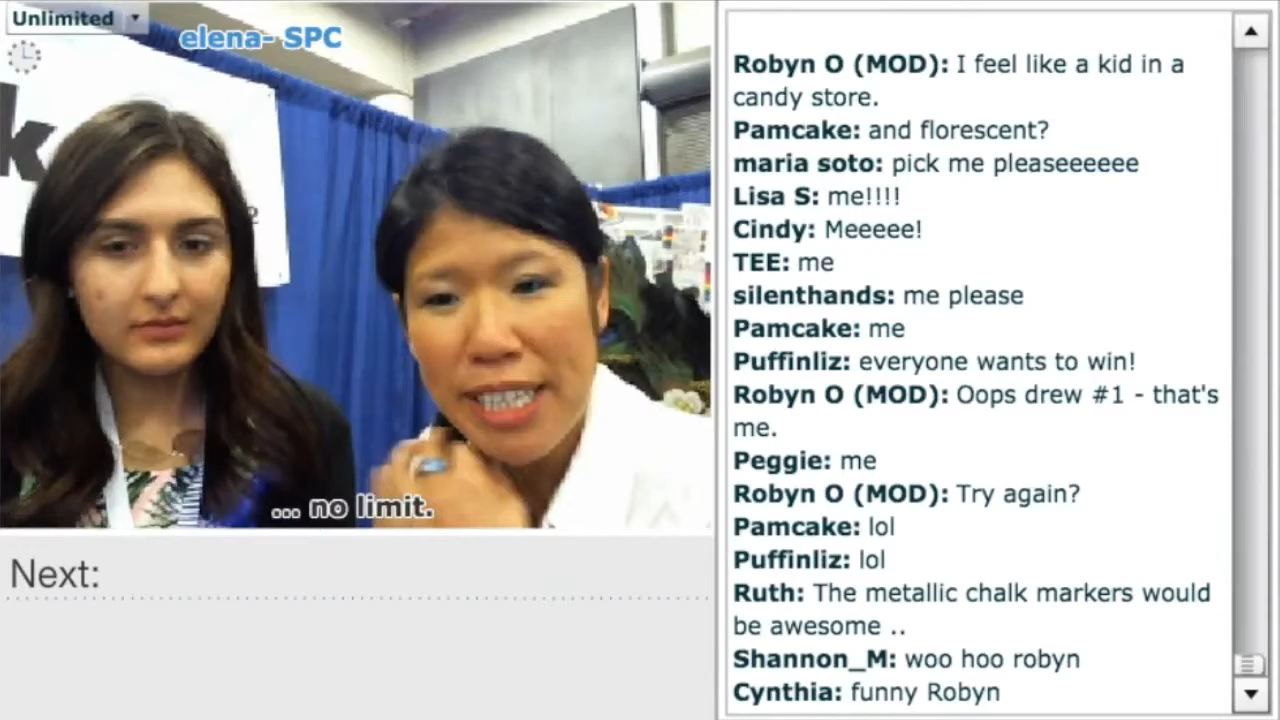 Unlimited
elena- SPC
k
... no limit.
Next:
Robyn O (MOD): I feel like a kid in a
candy store.
Pamcake: and florescent?
maria soto: pick me pleaseeeeee
Lisa S: me!!!!
Cindy: Meeeee!
TEE: me
silenthands: me please
Pamcake: me
Puffinliz: everyone wants to win!
Robyn O (MOD): Oops drew #1 - that's
me.
Peggie: me
Robyn O (MOD): Try again?
Pamcake: lol
Puffinliz: lol
Ruth: The metallic chalk markers would
be awesome ..
Shannon_M: woo hoo robyn
Cynthia: funny Robyn